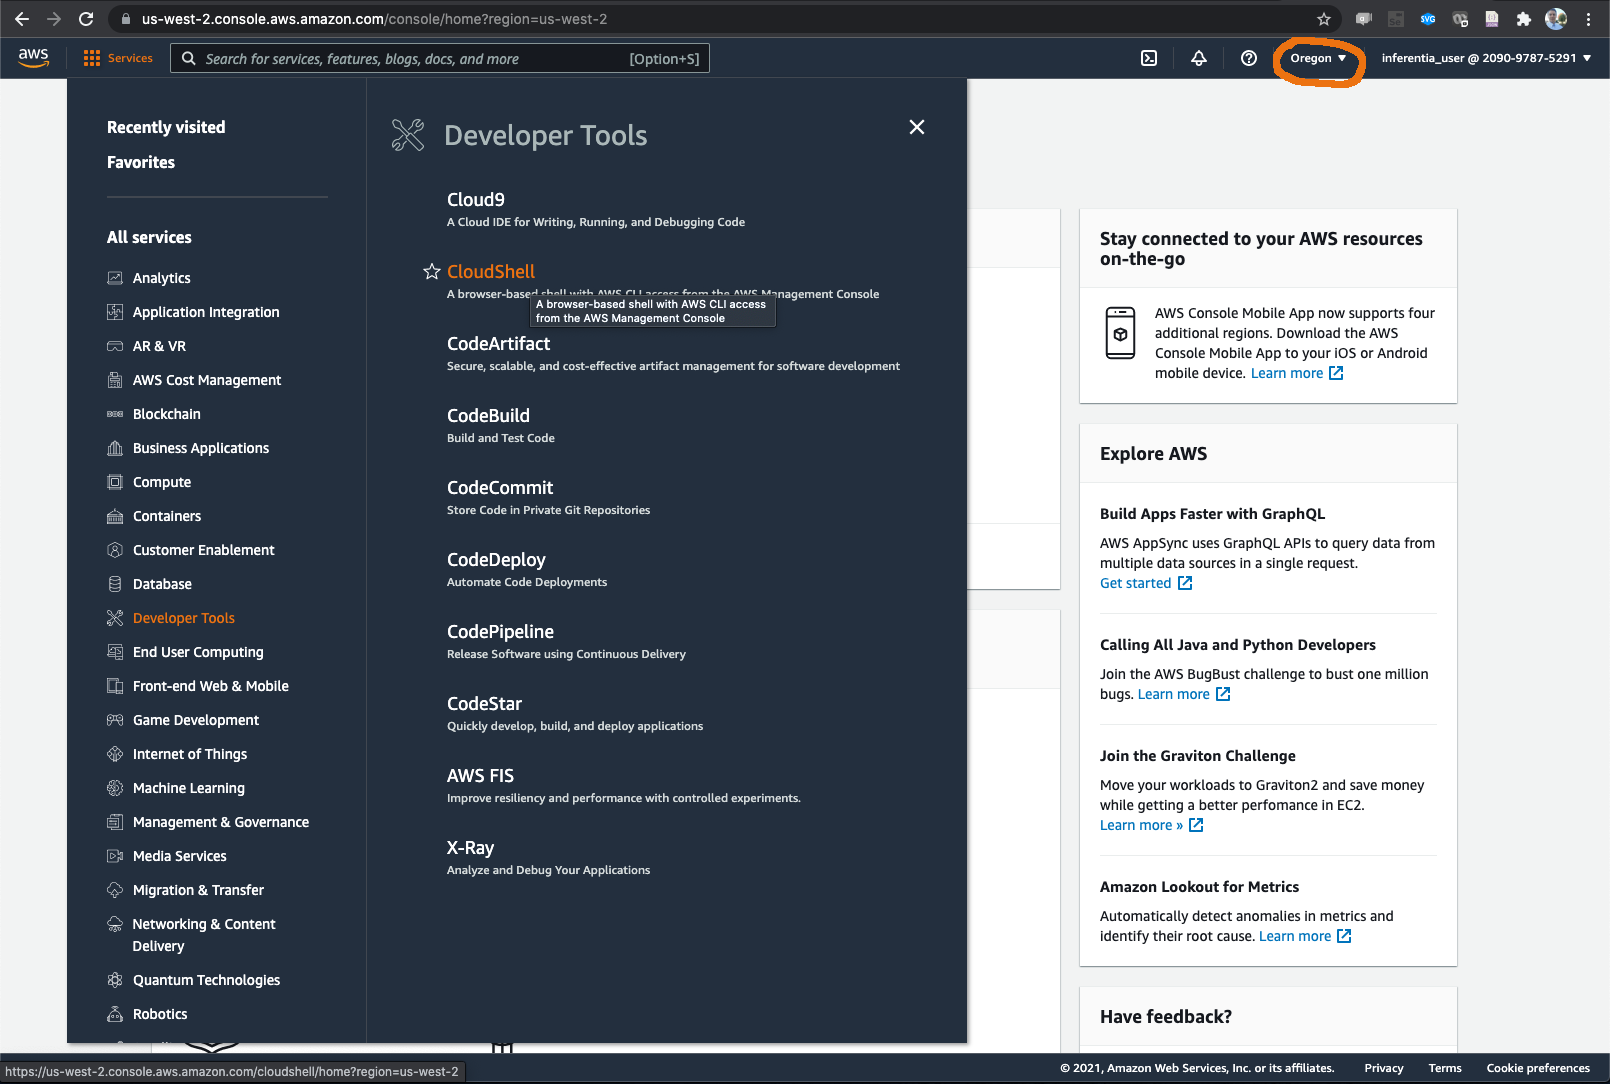 us-west-2.console.aws.amazon.com/console/home?region=us-west-2
aws
Services
Search for services, features, blogs, docs, and more
[Option+S]
Oregon ▼
inferentia_user @ 2090-9787-5291 ▼
Recently visited
Favorites
All services
Analytics
Application Integration
AR & VR
AWS Cost Management
Blockchain
Business Applications
Compute
Containers
Customer Enablement
Database
Developer Tools
End User Computing
Front-end Web & Mobile
Game Development
Internet of Things
Machine Learning
Management & Governance
Media Services
Migration & Transfer
Networking & Content
Delivery
Quantum Technologies
Robotics
Developer Tools
Cloud9
A Cloud IDE for Writing, Running, and Debugging Code
CloudShell
A browser-based shell with AWS CLI access from the AWS Management Console
A browser-based shell with AWS CLI access
from the AWS Management Console
CodeArtifact
Secure, scalable, and cost-effective artifact management for software development
CodeBuild
Build and Test Code
CodeCommit
Store Code in Private Git Repositories
CodeDeploy
Automate Code Deployments
CodePipeline
Release Software using Continuous Delivery
CodeStar
Quickly develop, build, and deploy applications
AWS FIS
Improve resiliency and performance with controlled experiments.
X-Ray
Analyze and Debug Your Applications
Stay connected to your AWS resources
on-the-go
AWS Console Mobile App now supports four
additional regions. Download the AWS
Console Mobile App to your iOS or Android
mobile device. Learn more
Explore AWS
Build Apps Faster with GraphQL
AWS AppSync uses GraphQL APIs to query data from
multiple data sources in a single request.
Get started
Calling All Java and Python Developers
Join the AWS BugBust challenge to bust one million
bugs. Learn more
Join the Graviton Challenge
Move your workloads to Graviton2 and save money
while getting a better perfomance in EC2.
Learn more »
Amazon Lookout for Metrics
Automatically detect anomalies in metrics and
identify their root cause. Learn more
Have feedback?
https://us-west-2.console.aws.amazon.com/cloudshell/home?region=us-west-2
© 2021, Amazon Web Services, Inc. or its affiliates.
Privacy
Terms
Cookie preferences